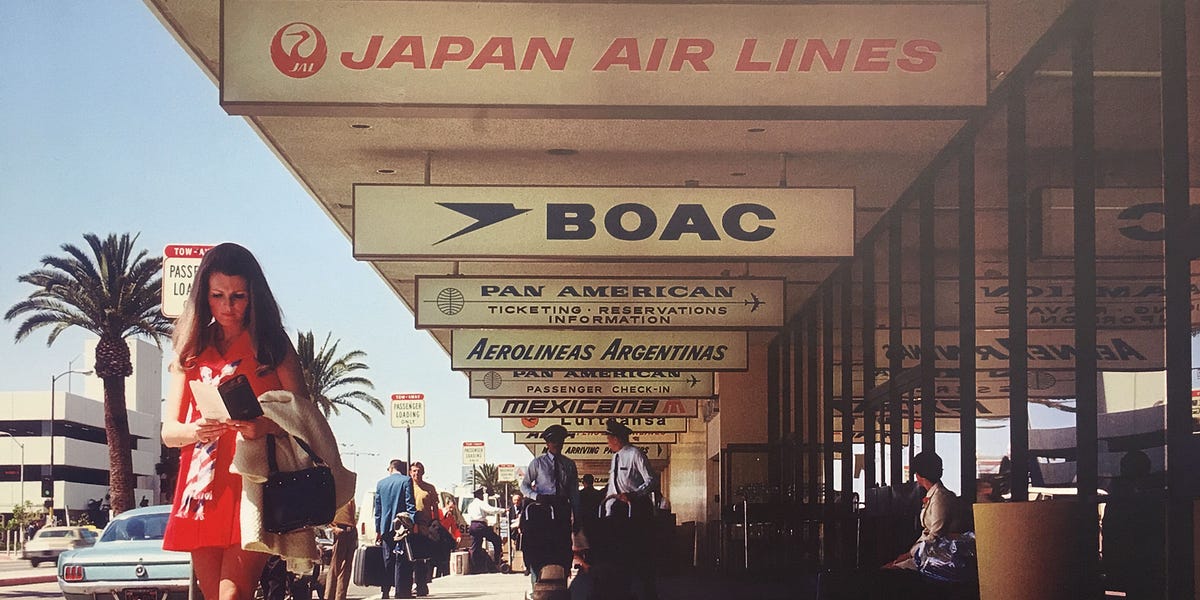 JAL
JAPAN AIR LINES
BOAC
PAN AMERICAN
TICKETING · RESERVATIONS
INFORMATION
AEROLINEAS ARGENTINAS
PAN AMERICAN
PASSENGER CHECK-IN
mexicana
Lufthansa
ARRIVING
TOW-AWAY
PASSENGER
LOADING
ONLY